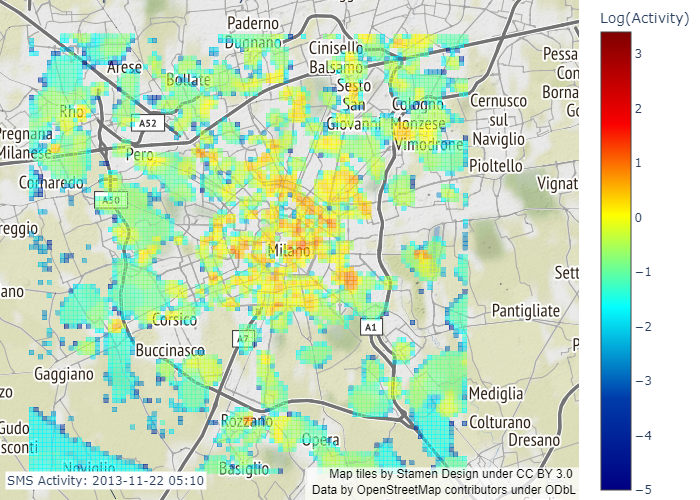 Log(Activity)
3
2
1
0
−1
−2
−3
−4
−5
Paderno
Dugnano
Cinisello
Balsamo
Arese
Bollate
Sesto
San
Giovanni
Cologno
Monzese
Cernusco
sul
Naviglio
Pessa
Con
Borna
Go
Rho
A52
Pregnana
Milanese
Pero
Vimodrone
Pioltello
Cornaredo
A50
Vignat
reggio
Milano
Sett
ano
Pantigliate
Corsico
A1
A7
Buccinasco
P
Gaggiano
zo
Mediglia
Gudo
sconti
Rozzano
Opera
Colturano
Dresano
Noviglio
Basiglio
SMS Activity: 2013-11-22 05:10
Map tiles by Stamen Design under CC BY 3.0
Data by OpenStreetMap contributors under ODbL